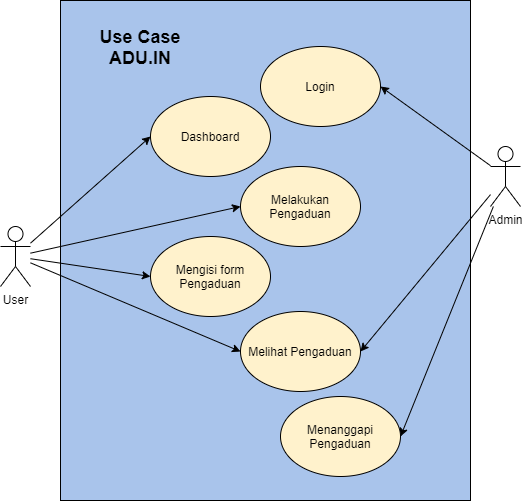 Use Case
ADU.IN
Login
Dashboard
Melakukan
Pengaduan
Admin
Mengisi form
Pengaduan
User
Melihat Pengaduan
Menanggapi
Pengaduan